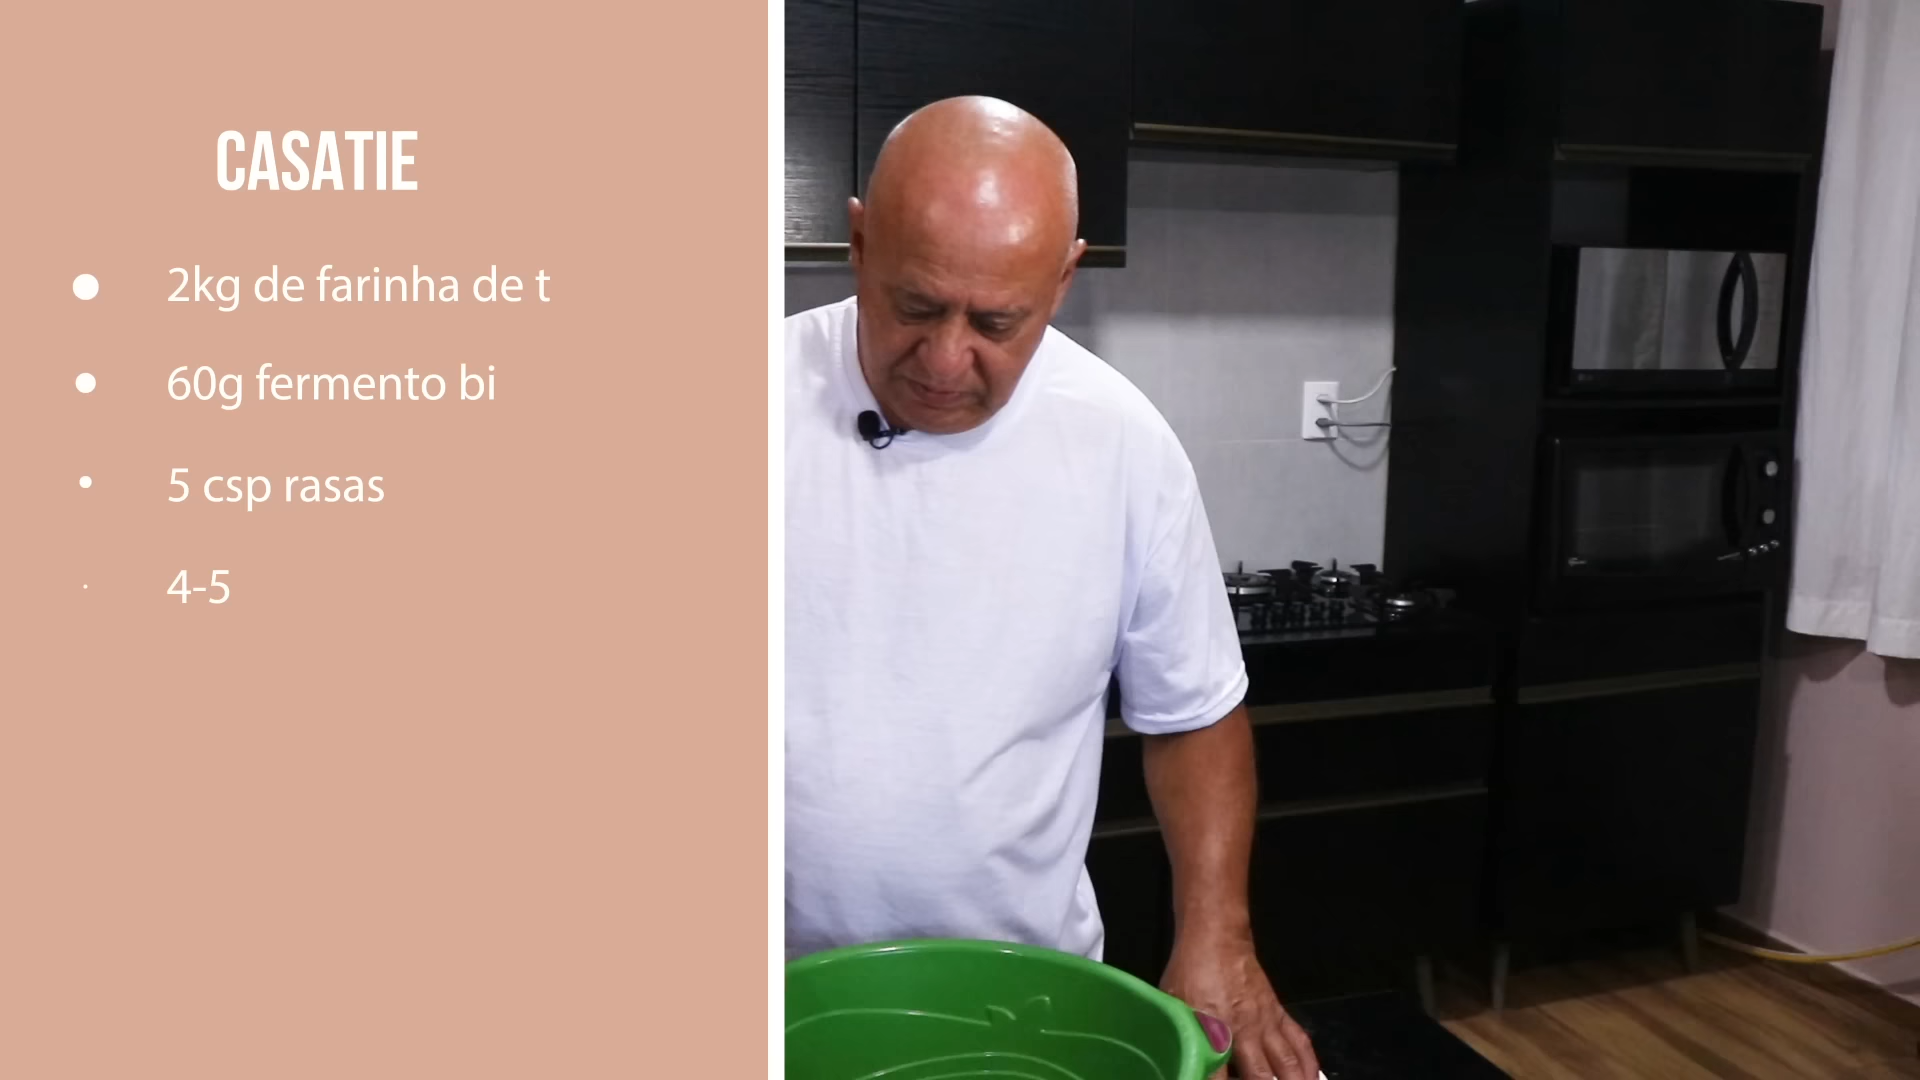 CASATIE
2kg de farinha de t
60g fermento bi
5 csp rasas
4-5